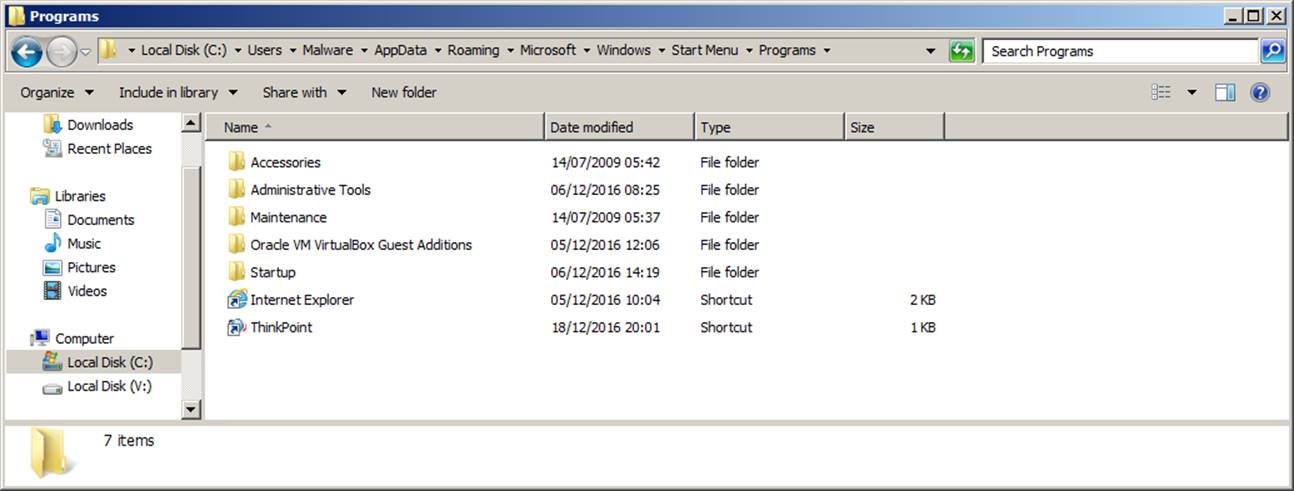 Programs
Local Disk (C:) Users Malware AppData Roaming Microsoft Windows Start Menu Programs Search Programs
Organize Include in library Share with New folder
Downloads
Recent Places
Libraries
Documents
Music
Pictures
Videos
Computer
Local Disk (C:)
Local Disk (V:)
Name Date modified Type Size
Accessories 14/07/2009 05:42 File folder
Administrative Tools 06/12/2016 08:25 File folder
Maintenance 14/07/2009 05:37 File folder
Oracle VM VirtualBox Guest Additions 05/12/2016 12:06 File folder
Startup 06/12/2016 14:19 File folder
Internet Explorer 05/12/2016 10:04 Shortcut 2 KB
ThinkPoint 18/12/2016 20:01 Shortcut 1 KB
7 items